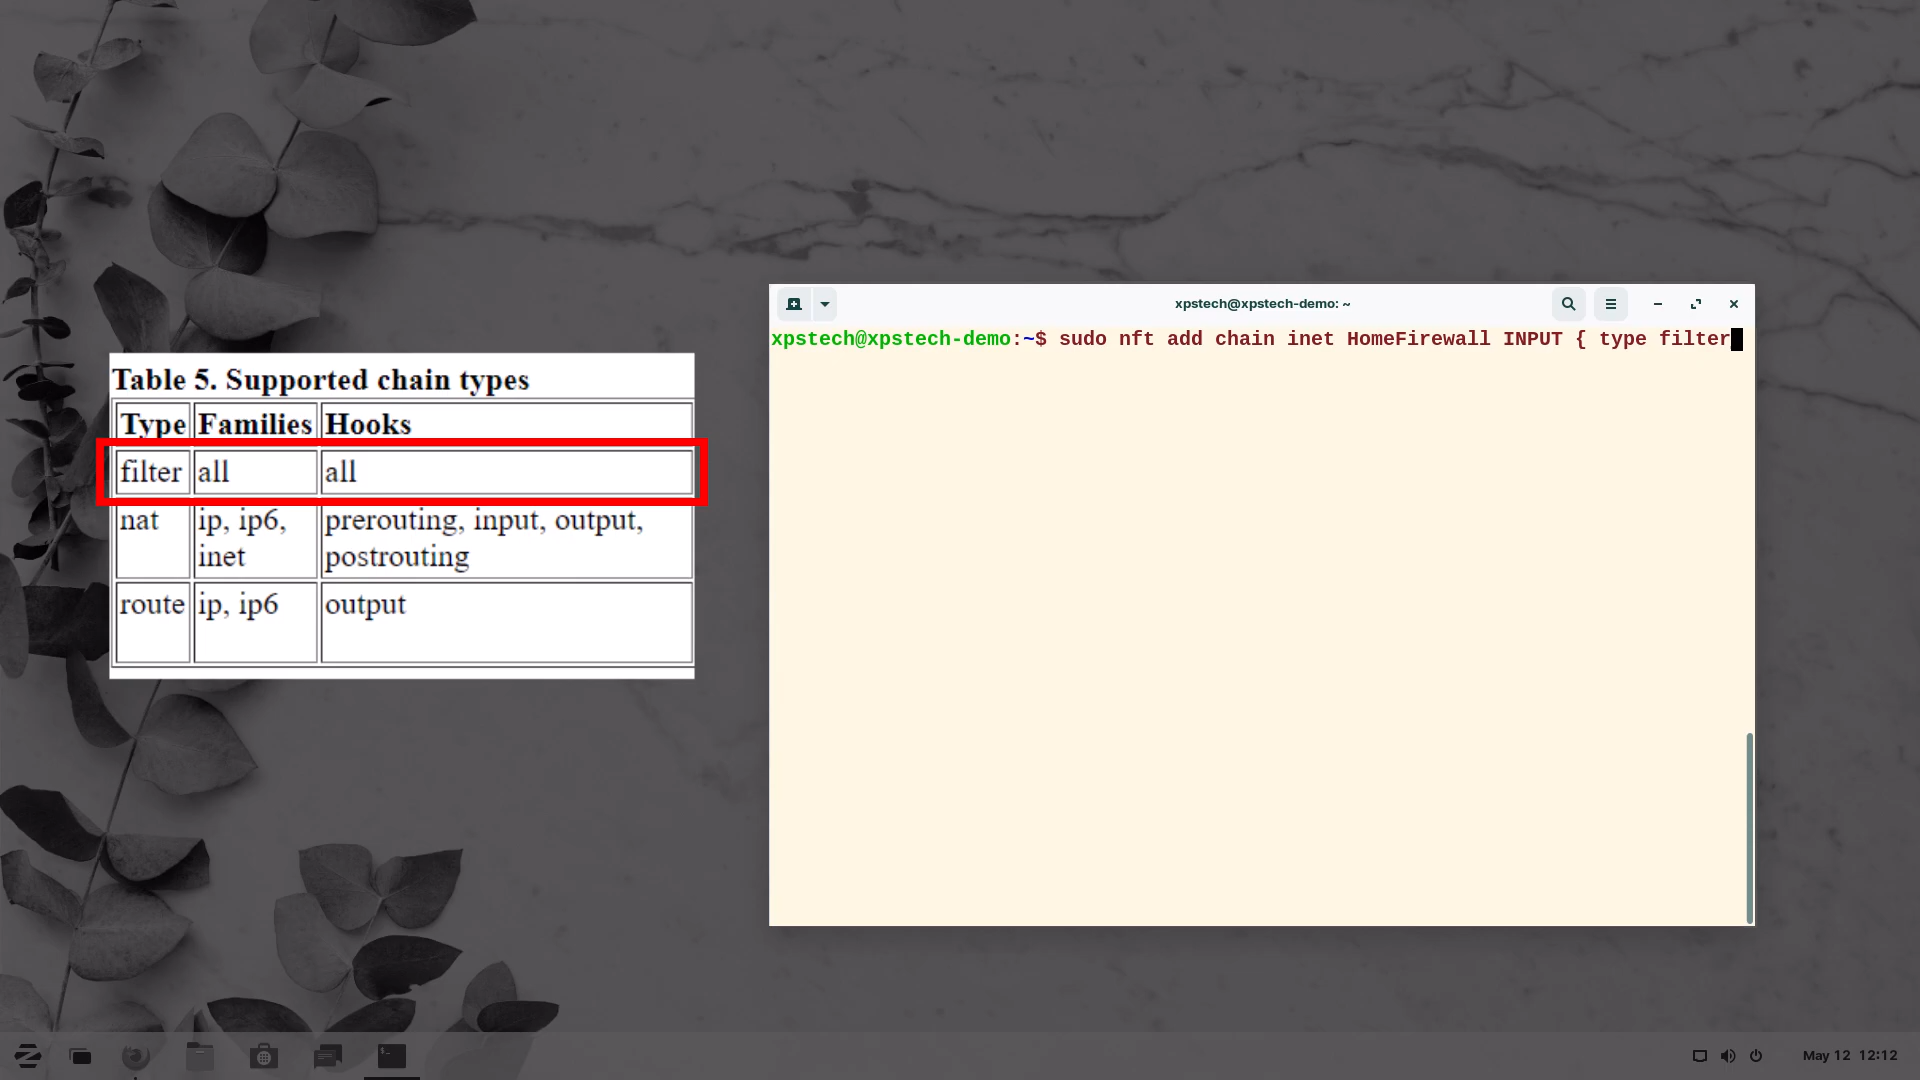 xpstech@xpstech-demo: ~
xpstech@xpstech-demo:~$ sudo nft add chain inet HomeFirewall INPUT { type filter
Table 5. Supported chain types
Type Families Hooks
filter all all
nat ip, ip6, inet prerouting, input, output, postrouting
route ip, ip6 output
May 12 12:12